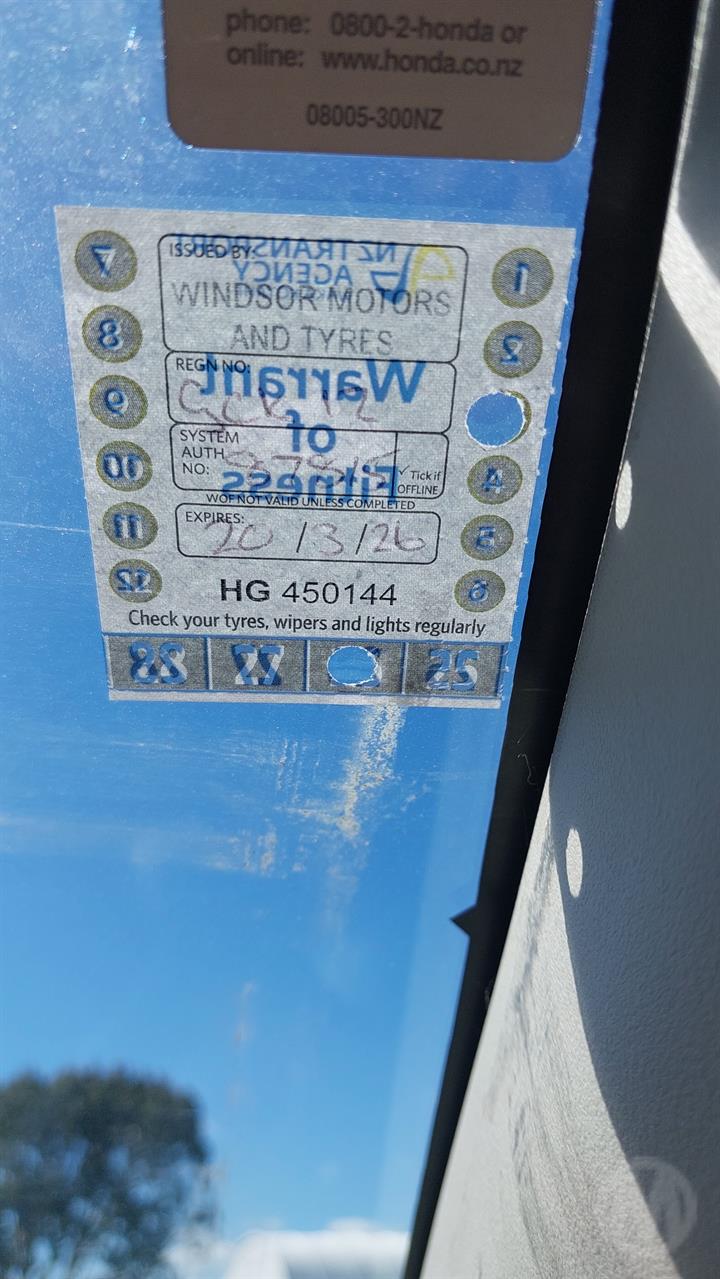 phone: 0800-2-honda or
online: www.honda.co.nz
08005-300NZ
ISSUED BY:
NZ TRANSPORT
AGENCY
WINDSOR MOTORS
AND TYRES
REGN NO:
Warrant
of
Fitness
SYSTEM
AUTH
NO:
✓ Tick if
OFFLINE
WOF NOT VALID UNLESS COMPLETED
EXPIRES:
20/3/26
7
8
9
10
11
12
1
2
4
5
6
HG 450144
Check your tyres, wipers and lights regularly
28 27 25